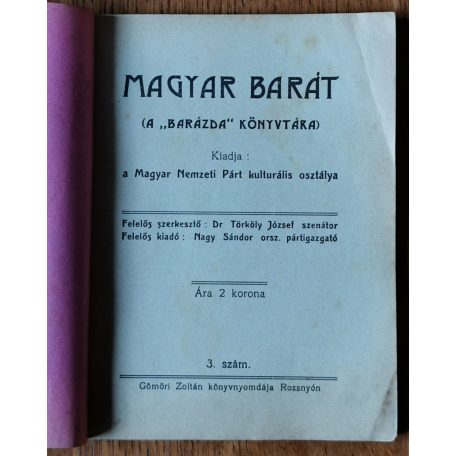 MAGYAR BARÁT
(A „BARÁZDA" KÖNYVTÁRA)
Kiadja :
a Magyar Nemzeti Párt kulturális osztálya
Felelős szerkesztő : Dr Törköly József szenátor
Felelős kiadó : Nagy Sándor orsz. pártigazgató
Ára 2 korona
3. szám.
Gömöri Zoltán könyvnyomdája Rozsnyón